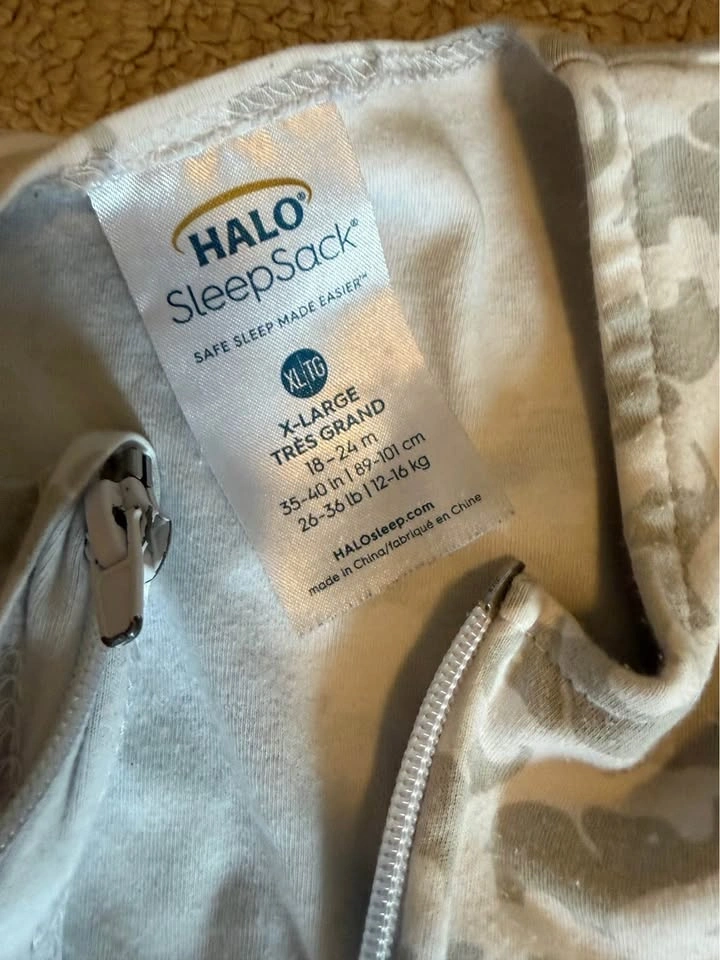 HALO®
SleepSack®
SAFE SLEEP MADE EASIER™
XL|TG
X-LARGE
TRÈS GRAND
18-24 m
35-40 in | 89-101 cm
26-36 lb | 12-16 kg
HALOsleep.com
made in China/fabriqué en Chine